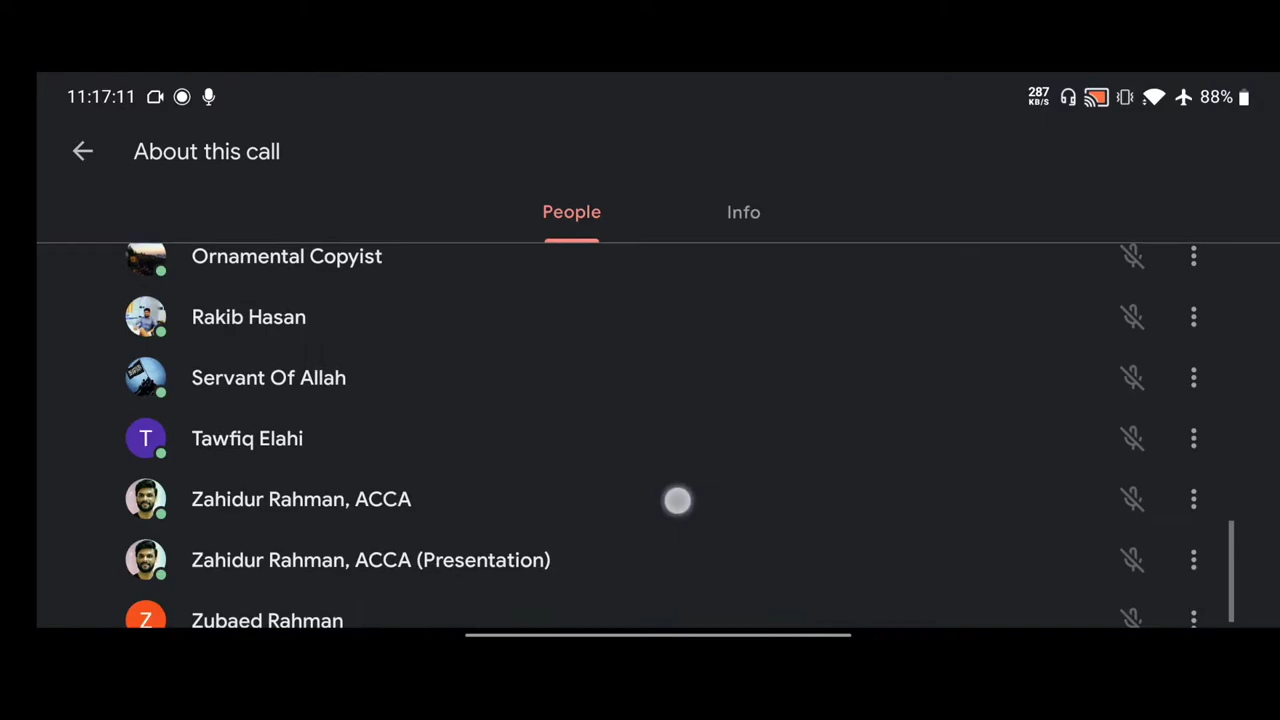 11:17:11 287 KB/S 88%
About this call
People Info
Ornamental Copyist
Rakib Hasan
Servant Of Allah
T Tawfiq Elahi
Zahidur Rahman, ACCA
Zahidur Rahman, ACCA (Presentation)
Z Zubaed Rahman